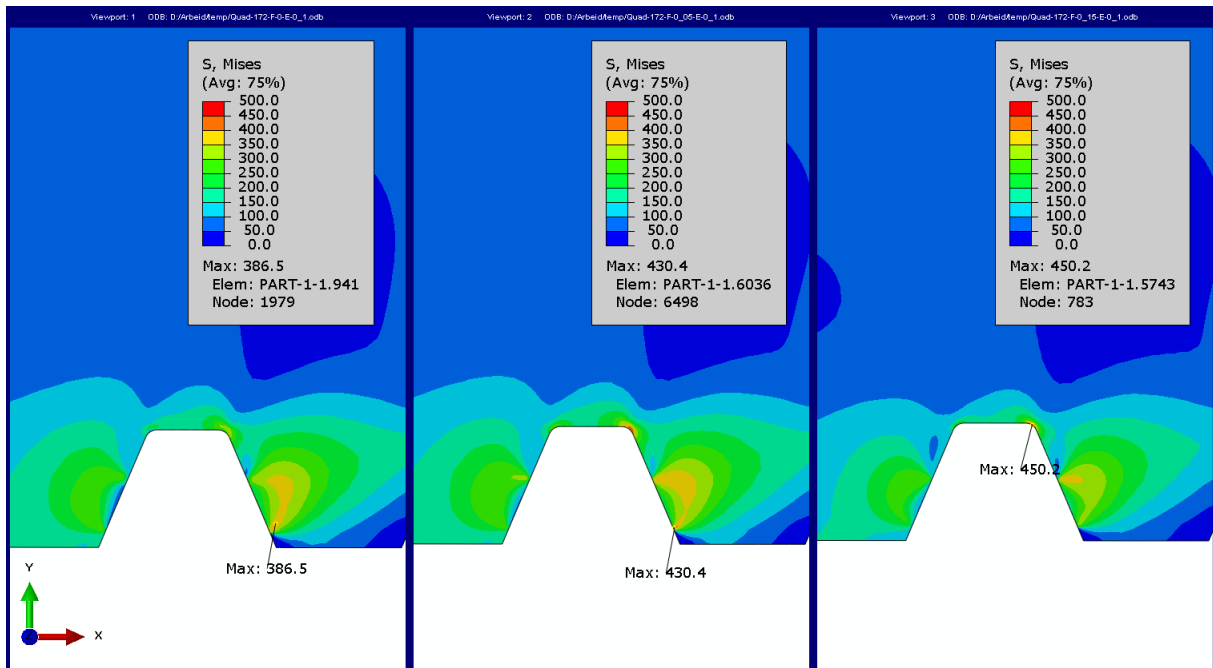 Viewport: 1 ODB: D:/Arbeid/temp/Quad-172-F-0-E-0_1.odb
S, Mises
(Avg: 75%)
500.0
450.0
400.0
350.0
300.0
250.0
200.0
150.0
100.0
50.0
0.0
Max: 386.5
Elem: PART-1-1.941
Node: 1979
Max: 386.5
Y
X
Z
Viewport: 2 ODB: D:/Arbeid/temp/Quad-172-F-0_05-E-0_1.odb
S, Mises
(Avg: 75%)
500.0
450.0
400.0
350.0
300.0
250.0
200.0
150.0
100.0
50.0
0.0
Max: 430.4
Elem: PART-1-1.6036
Node: 6498
Max: 430.4
Viewport: 3 ODB: D:/Arbeid/temp/Quad-172-F-0_15-E-0_1.odb
S, Mises
(Avg: 75%)
500.0
450.0
400.0
350.0
300.0
250.0
200.0
150.0
100.0
50.0
0.0
Max: 450.2
Elem: PART-1-1.5743
Node: 783
Max: 450.2